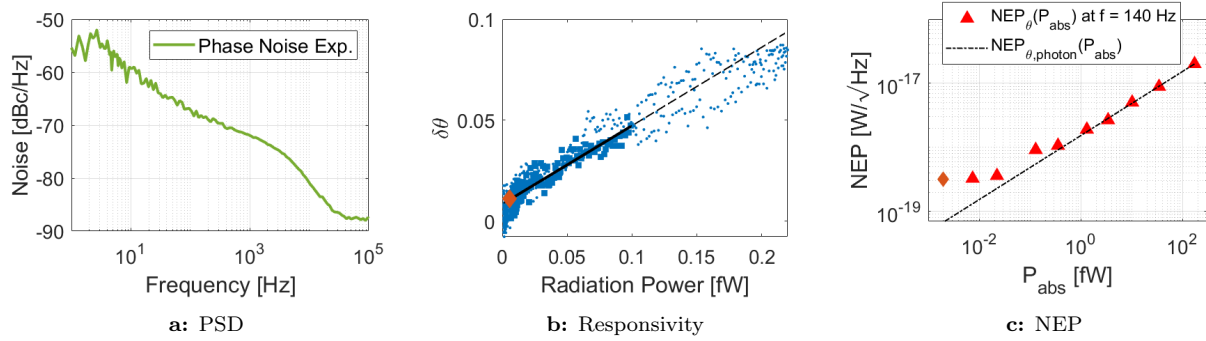 -50
-60
-70
-80
-90
Noise [dBc/Hz]
Phase Noise Exp.
10^1
10^3
10^5
Frequency [Hz]
a: PSD
0.1
0.05
0
δθ
0
0.05
0.1
0.15
0.2
Radiation Power [fW]
b: Responsivity
NEP_θ(P_abs) at f = 140 Hz
NEP_θ,photon(P_abs)
10^-17
10^-19
NEP [W/√Hz]
10^-2
10^0
10^2
P_abs [fW]
c: NEP